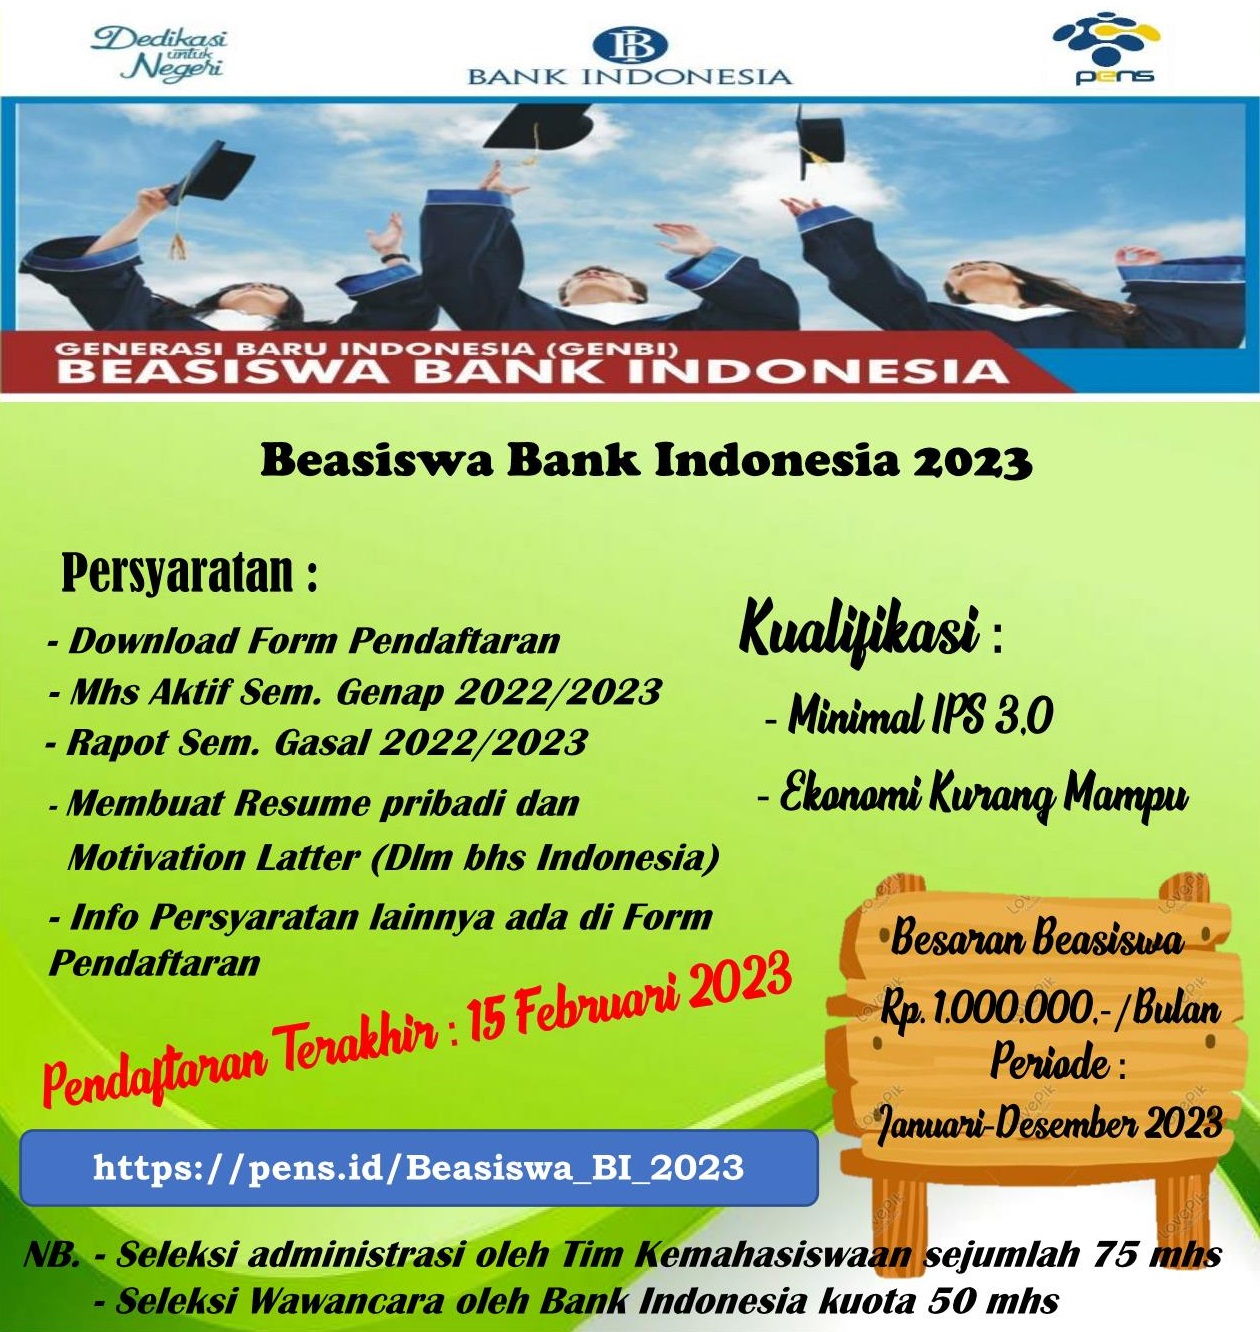 Dedikasi
untuk
Negeri
BI
BANK INDONESIA
pens
GENERASI BARU INDONESIA (GENBI)
BEASISWA BANK INDONESIA
Beasiswa Bank Indonesia 2023
Persyaratan :
- Download Form Pendaftaran
- Mhs Aktif Sem. Genap 2022/2023
- Rapot Sem. Gasal 2022/2023
- Membuat Resume pribadi dan
Motivation Latter (Dlm bhs Indonesia)
- Info Persyaratan lainnya ada di Form
Pendaftaran
Kualifikasi :
- Minimal IPS 3,0
- Ekonomi Kurang Mampu
Pendaftaran Terakhir : 15 Februari 2023
Besaran Beasiswa
Rp. 1.000.000,- / Bulan
Periode :
Januari-Desember 2023
https://pens.id/Beasiswa_BI_2023
NB. - Seleksi administrasi oleh Tim Kemahasiswaan sejumlah 75 mhs
- Seleksi Wawancara oleh Bank Indonesia kuota 50 mhs